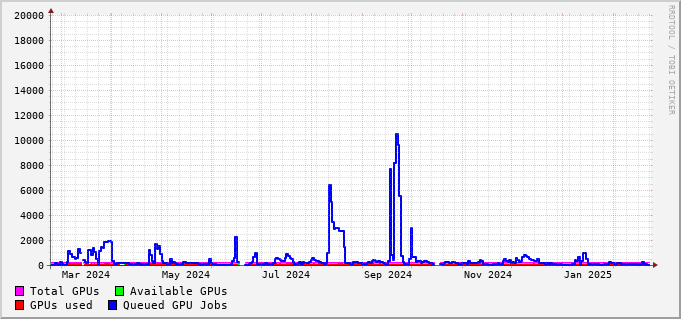 20000
18000
16000
14000
12000
10000
8000
6000
4000
2000
0
Mar 2024 May 2024 Jul 2024 Sep 2024 Nov 2024 Jan 2025
Total GPUs Available GPUs
GPUs used Queued GPU Jobs
RRDTOOL / TOBI OETIKER